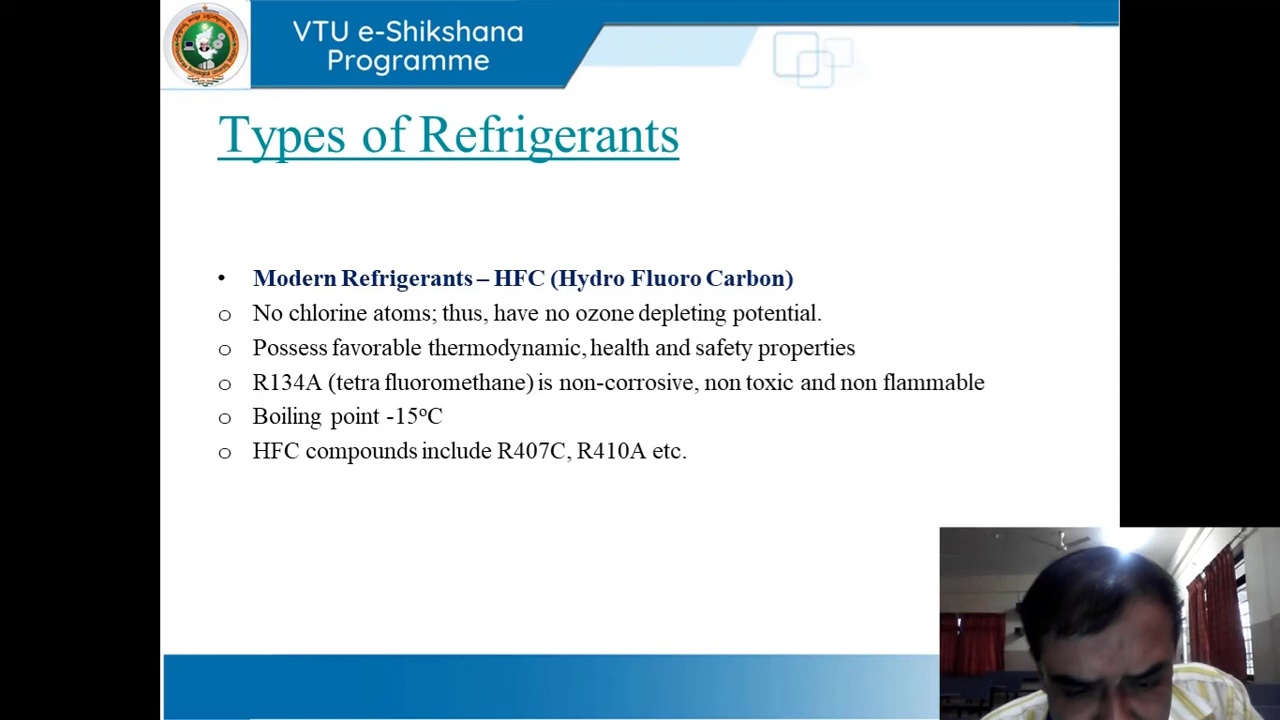 VTU e-Shikshana
Programme
Types of Refrigerants
• Modern Refrigerants – HFC (Hydro Fluoro Carbon)
o No chlorine atoms; thus, have no ozone depleting potential.
o Possess favorable thermodynamic, health and safety properties
o R134A (tetra fluoromethane) is non-corrosive, non toxic and non flammable
o Boiling point -15ºC
o HFC compounds include R407C, R410A etc.